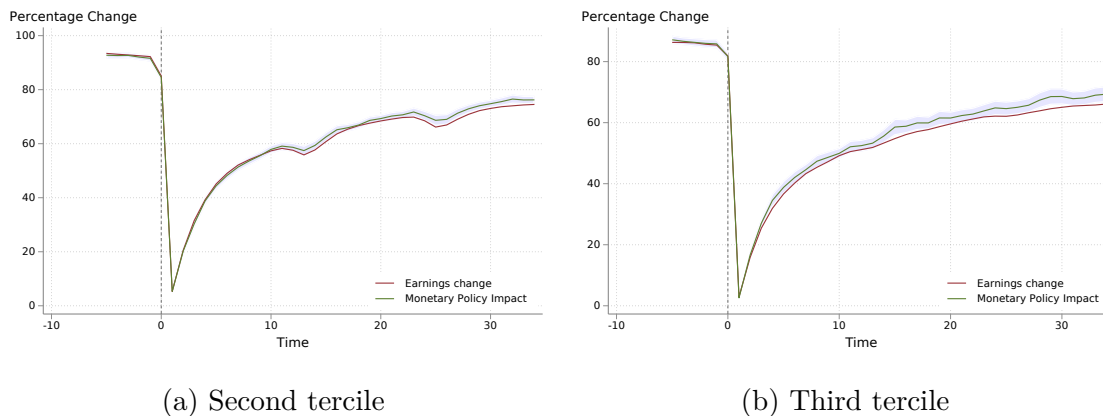 Percentage Change
100
80
60
40
20
0
-10
0
10
20
30
Time
Earnings change
Monetary Policy Impact
(a) Second tercile
Percentage Change
80
60
40
20
0
-10
0
10
20
30
Time
Earnings change
Monetary Policy Impact
(b) Third tercile